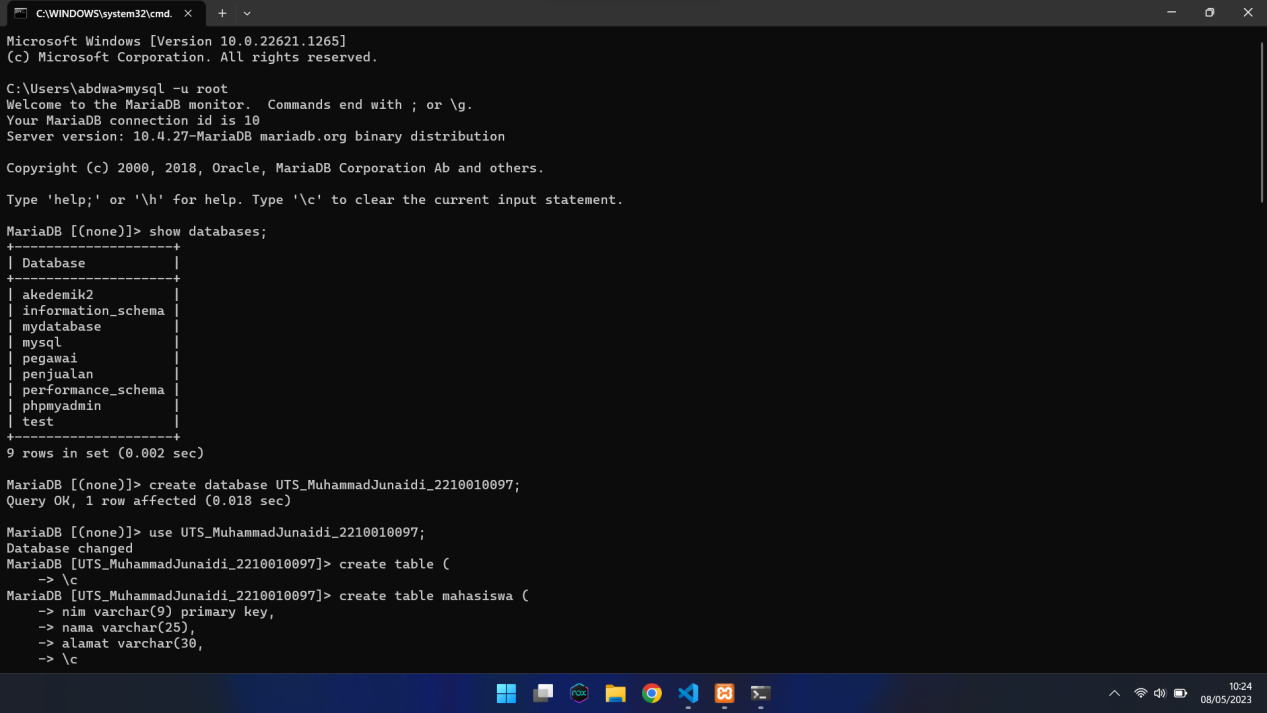 C:\WINDOWS\system32\cmd.
Microsoft Windows [Version 10.0.22621.1265]
(c) Microsoft Corporation. All rights reserved.
C:\Users\abdwa>mysql -u root
Welcome to the MariaDB monitor.  Commands end with ; or \g.
Your MariaDB connection id is 10
Server version: 10.4.27-MariaDB mariadb.org binary distribution
Copyright (c) 2000, 2018, Oracle, MariaDB Corporation Ab and others.
Type 'help;' or '\h' for help. Type '\c' to clear the current input statement.
MariaDB [(none)]> show databases;
+--------------------+
| Database           |
+--------------------+
| akedemik2          |
| information_schema |
| mydatabase         |
| mysql              |
| pegawai            |
| penjualan          |
| performance_schema |
| phpmyadmin         |
| test               |
+--------------------+
9 rows in set (0.002 sec)
MariaDB [(none)]> create database UTS_MuhammadJunaidi_2210010097;
Query OK, 1 row affected (0.018 sec)
MariaDB [(none)]> use UTS_MuhammadJunaidi_2210010097;
Database changed
MariaDB [UTS_MuhammadJunaidi_2210010097]> create table (
    -> \c
MariaDB [UTS_MuhammadJunaidi_2210010097]> create table mahasiswa (
    -> nim varchar(9) primary key,
    -> nama varchar(25),
    -> alamat varchar(30,
    -> \c
nox
10:24
08/05/2023